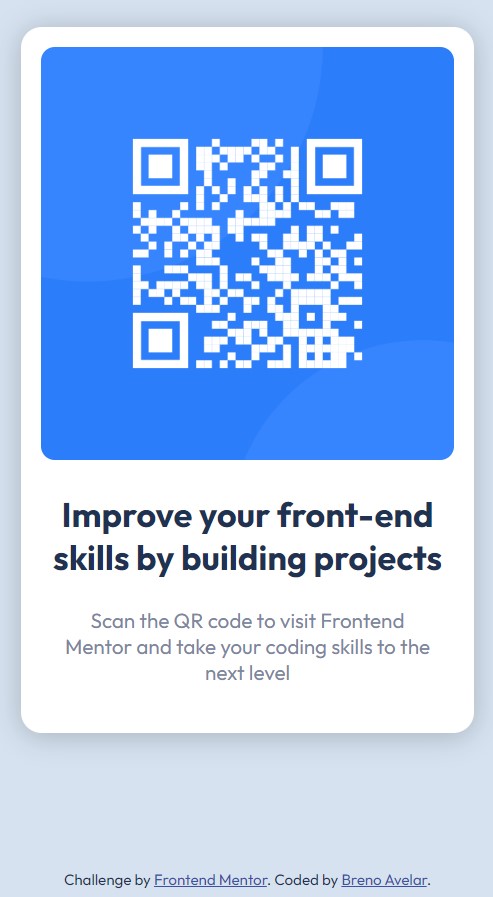 Improve your front-end
skills by building projects
Scan the QR code to visit Frontend
Mentor and take your coding skills to the
next level
Challenge by Frontend Mentor. Coded by Breno Avelar.